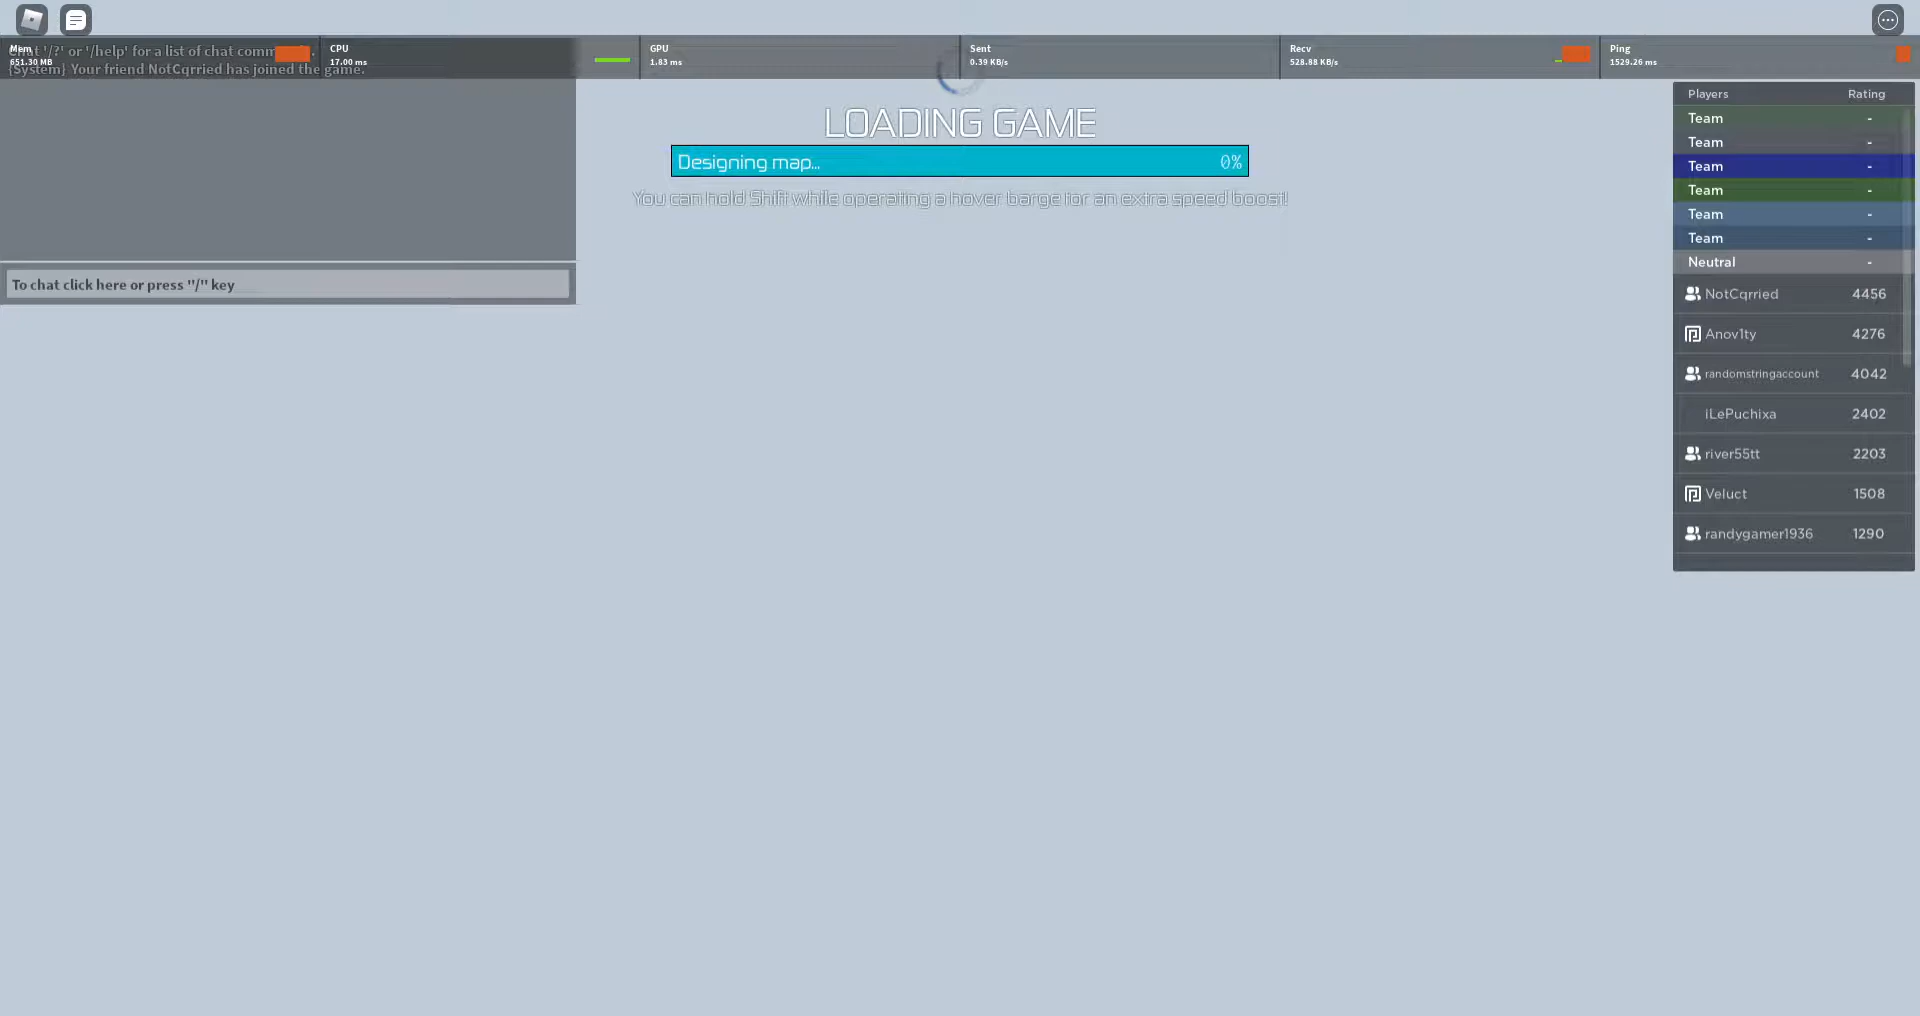 Mem
651.30 MB
CPU
17.00 ms
GPU
1.83 ms
Sent
0.39 KB/s
Recv
528.88 KB/s
Ping
1529.26 ms
Chat '/?' or '/help' for a list of chat comm
{System} Your friend NotCqrried has joined the game.
To chat click here or press "/" key
LOADING GAME
Designing map... 0%
You can hold Shift while operating a hover barge for an extra speed boost!
Players Rating
Team -
Team -
Team -
Team -
Team -
Team -
Neutral -
NotCqrried 4456
Anov1ty 4276
randomstringaccount 4042
iLePuchixa 2402
river55tt 2203
Veluct 1508
randygamer1936 1290